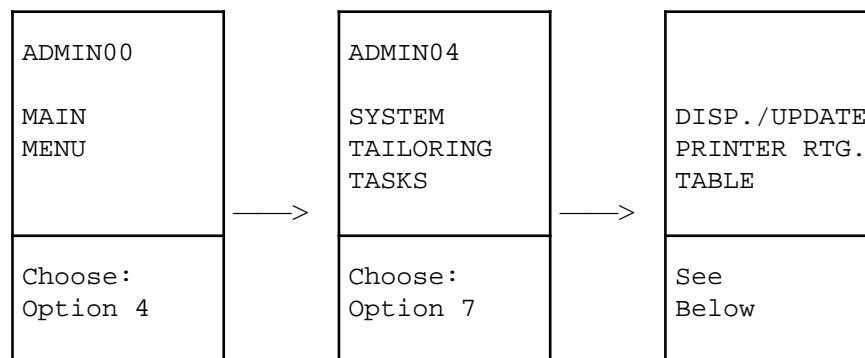 ADMIN00
MAIN
MENU
Choose:
Option 4
ADMIN04
SYSTEM
TAILORING
TASKS
Choose:
Option 7
DISP./UPDATE
PRINTER RTG.
TABLE
See
Below